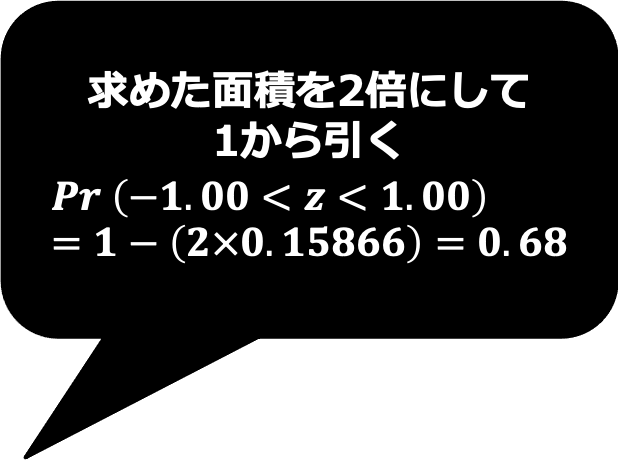 求めた面積を2倍にして
1から引く
Pr (−1.00 < z < 1.00)
= 1 − (2×0.15866) = 0.68